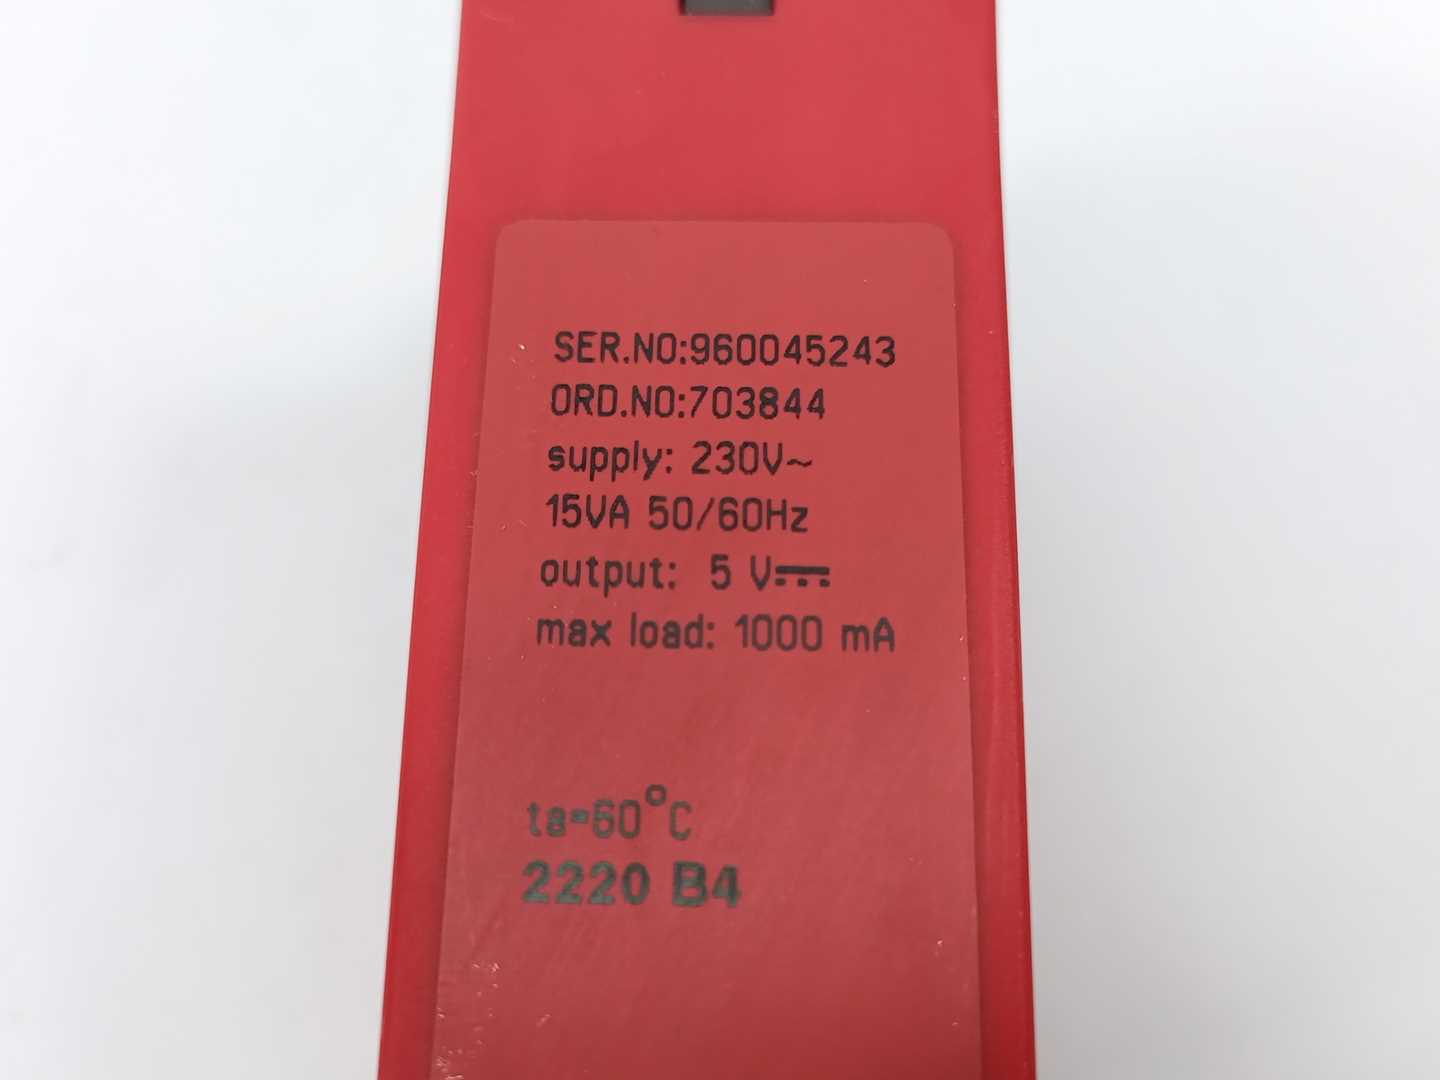 SER.NO:960045243
ORD.NO:703844
supply: 230V~
15VA 50/60Hz
output: 5 V⎓
max load: 1000 mA
ta=60°C
2220 B4